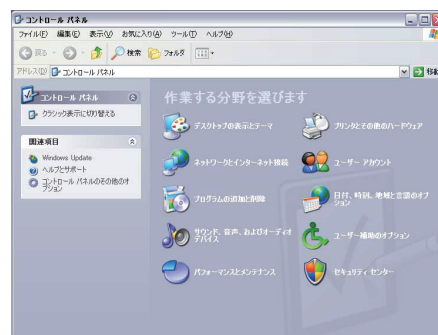 コントロール パネル
ファイル(F) 編集(E) 表示(V) お気に入り(A) ツール(T) ヘルプ(H)
戻る 検索 フォルダ
アドレス(D) コントロール パネル 移動
コントロール パネル
クラシック表示に切り替える
関連項目
Windows Update
ヘルプとサポート
コントロール パネルのその他のオ
プション
作業する分野を選びます
デスクトップの表示とテーマ
プリンタとその他のハードウェア
ネットワークとインターネット接続
ユーザー アカウント
プログラムの追加と削除
日付、時刻、地域と言語のオプ
ション
サウンド、音声、およびオーディオ
デバイス
ユーザー補助のオプション
パフォーマンスとメンテナンス
セキュリティ センター